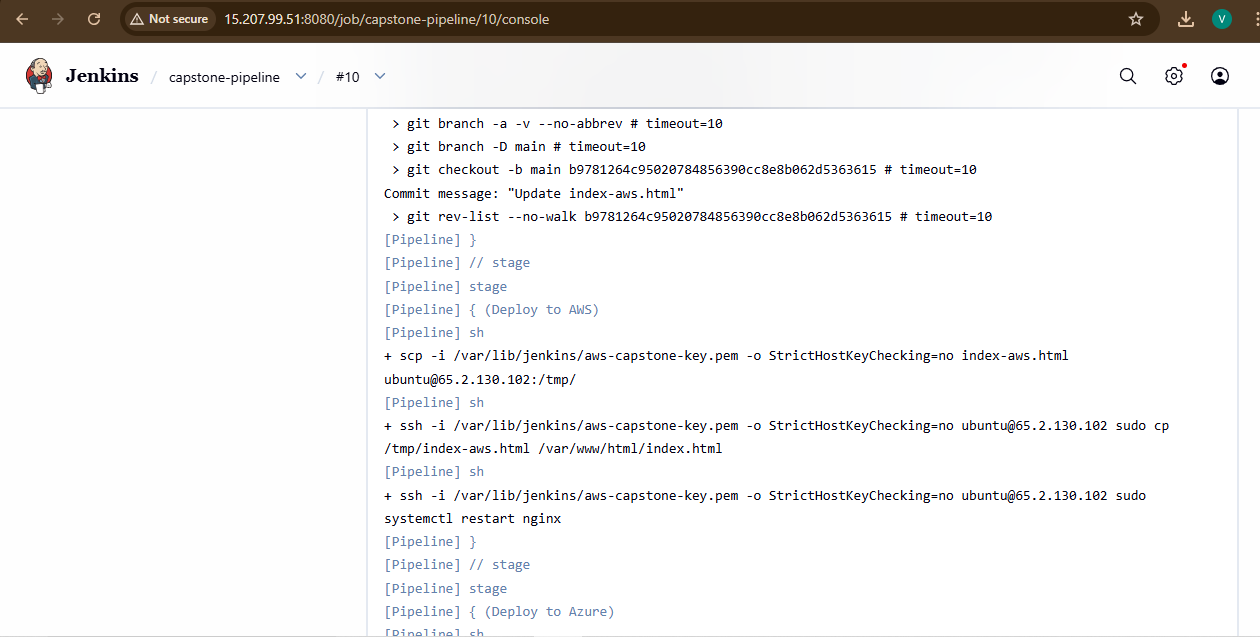 Not secure 15.207.99.51:8080/job/capstone-pipeline/10/console V
Jenkins / capstone-pipeline / #10
> git branch -a -v --no-abbrev # timeout=10
> git branch -D main # timeout=10
> git checkout -b main b9781264c95020784856390cc8e8b062d5363615 # timeout=10
Commit message: "Update index-aws.html"
> git rev-list --no-walk b9781264c95020784856390cc8e8b062d5363615 # timeout=10
[Pipeline] }
[Pipeline] // stage
[Pipeline] stage
[Pipeline] { (Deploy to AWS)
[Pipeline] sh
+ scp -i /var/lib/jenkins/aws-capstone-key.pem -o StrictHostKeyChecking=no index-aws.html
ubuntu@65.2.130.102:/tmp/
[Pipeline] sh
+ ssh -i /var/lib/jenkins/aws-capstone-key.pem -o StrictHostKeyChecking=no ubuntu@65.2.130.102 sudo cp
/tmp/index-aws.html /var/www/html/index.html
[Pipeline] sh
+ ssh -i /var/lib/jenkins/aws-capstone-key.pem -o StrictHostKeyChecking=no ubuntu@65.2.130.102 sudo
systemctl restart nginx
[Pipeline] }
[Pipeline] // stage
[Pipeline] stage
[Pipeline] { (Deploy to Azure)
[Pipeline] sh